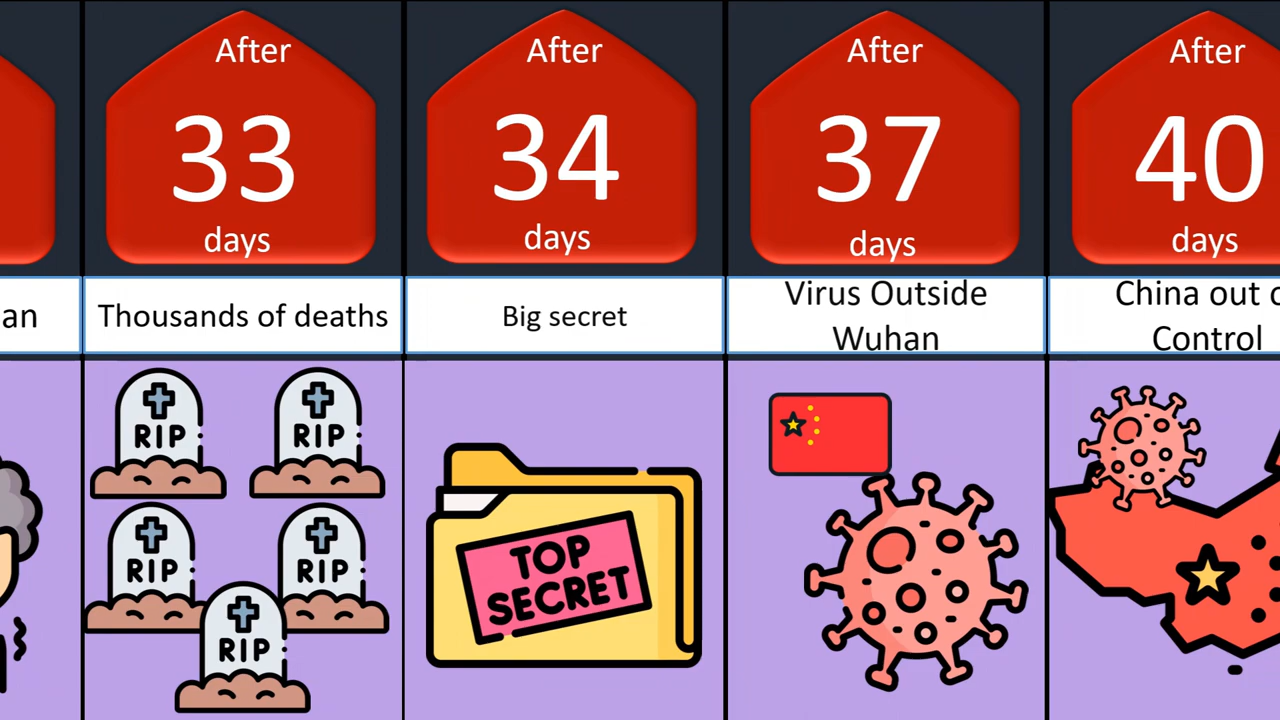 After
33
days
After
34
days
After
37
days
After
40
days
an
Thousands of deaths
Big secret
Virus Outside
Wuhan
China out
Control
RIP
RIP
RIP
RIP
RIP
TOP
SECRET